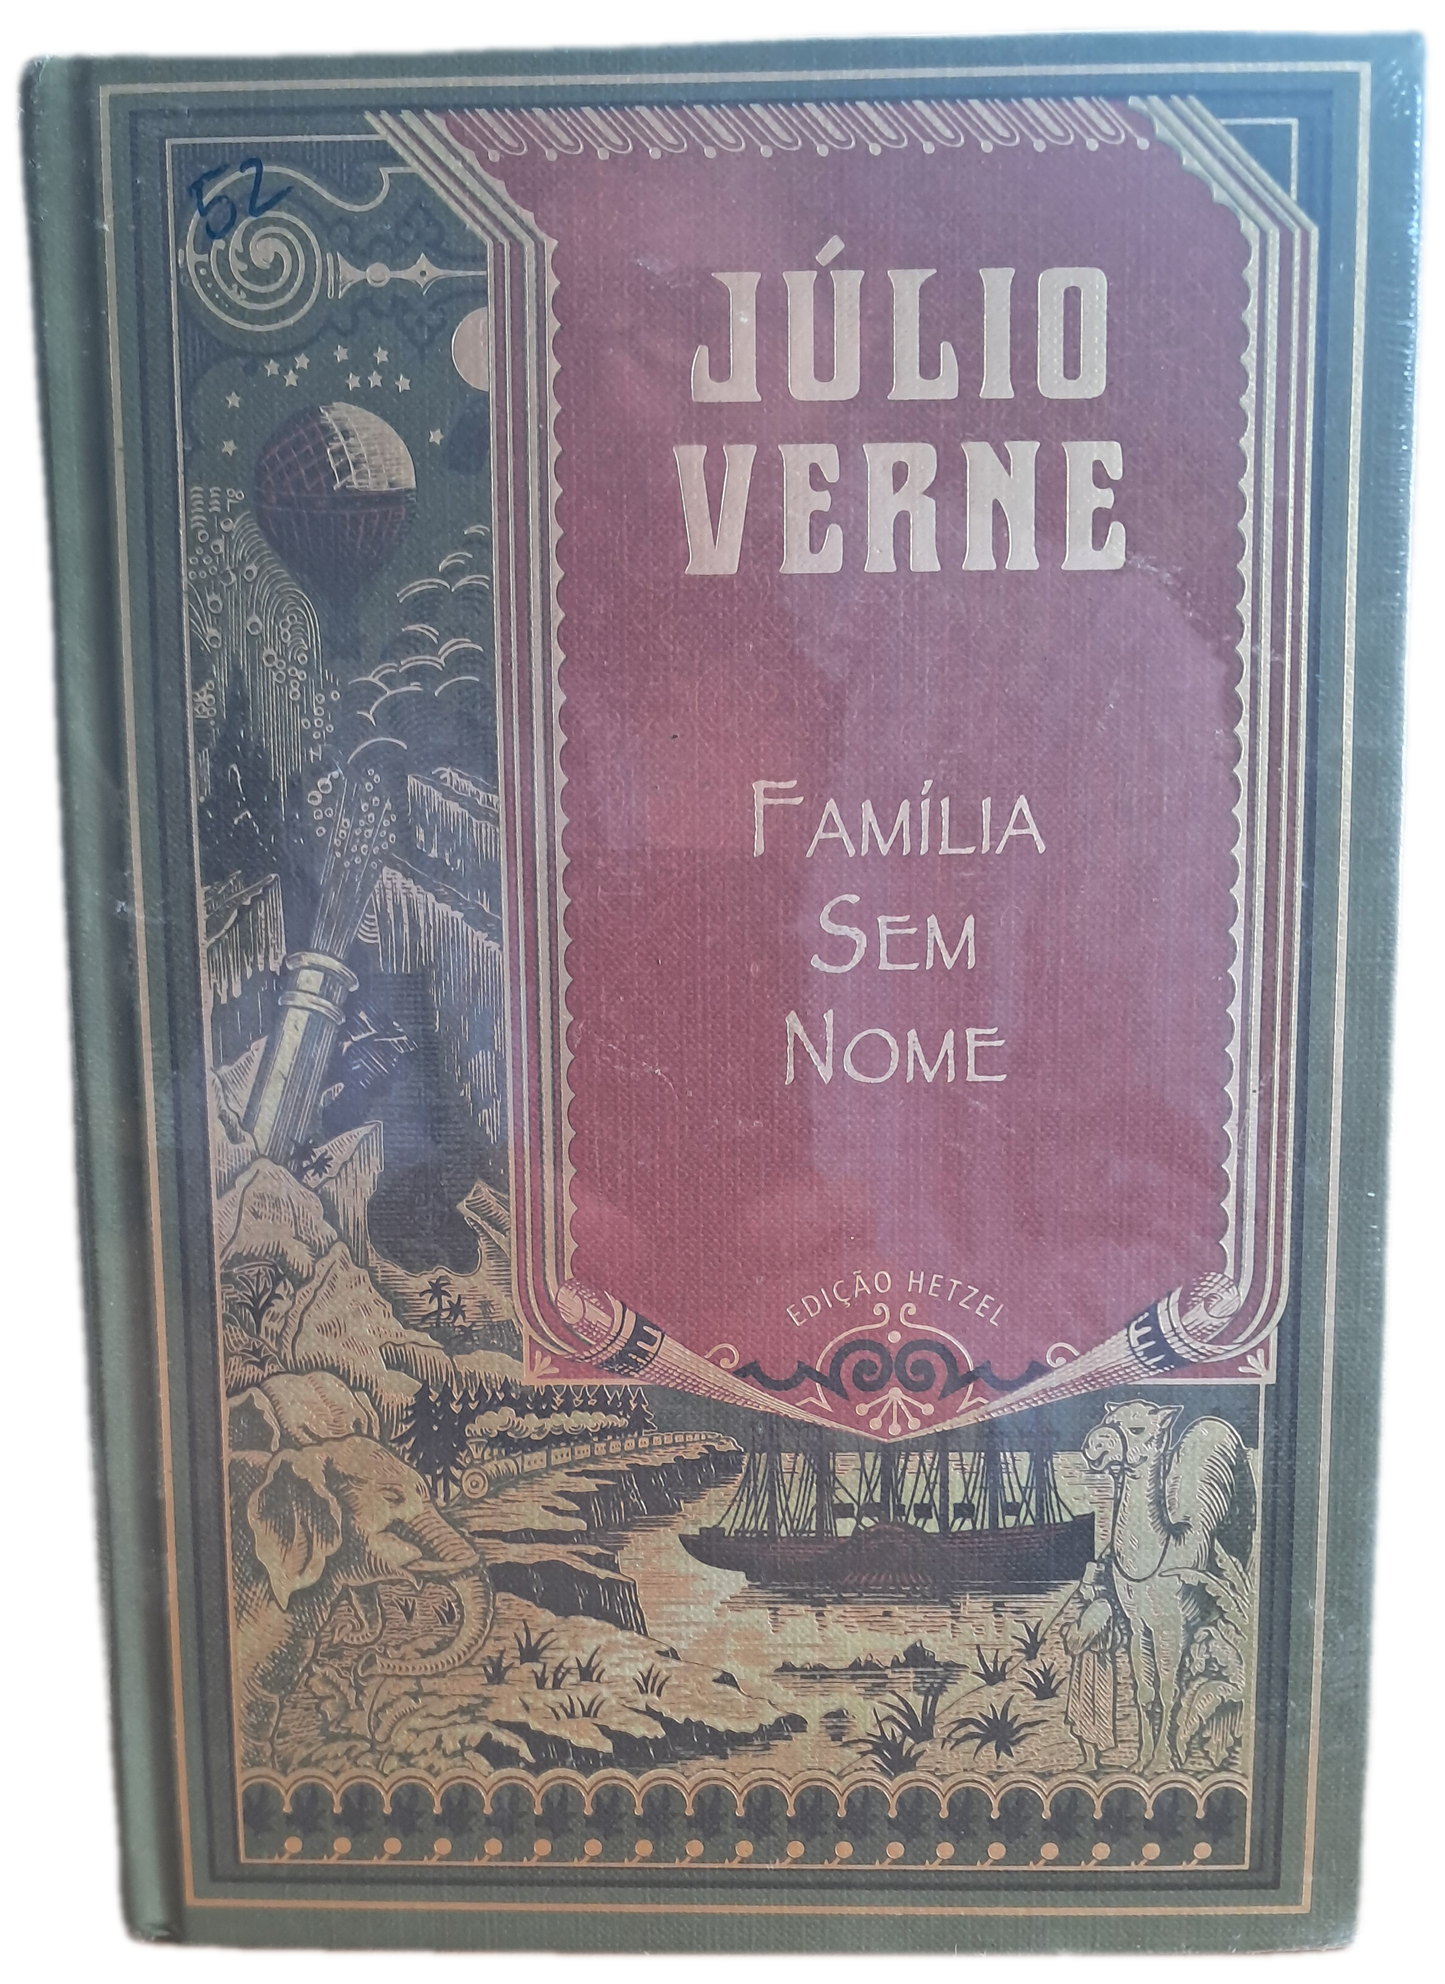 52
JÚLIO
VERNE
FAMÍLIA
SEM
NOME
EDIÇÃO HETZEL